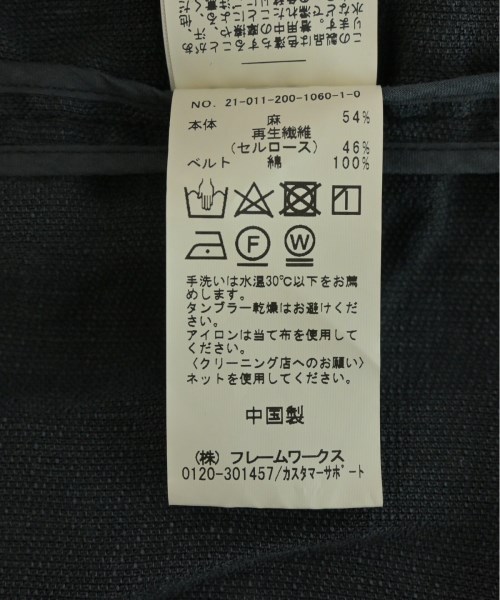 NO. 21-011-200-1060-1-0
本体 麻 54%
再生繊維
(セルロース) 46%
ベルト 綿 100%
F W
手洗いは水温30℃以下をお薦
めします。
タンブラー乾燥はお避けくださ
い。
アイロンは当て布を使用して
ください。
〈クリーニング店へのお願い〉
ネットを使用してください。
中国製
(株) フレームワークス
0120-301457/カスタマーサポート